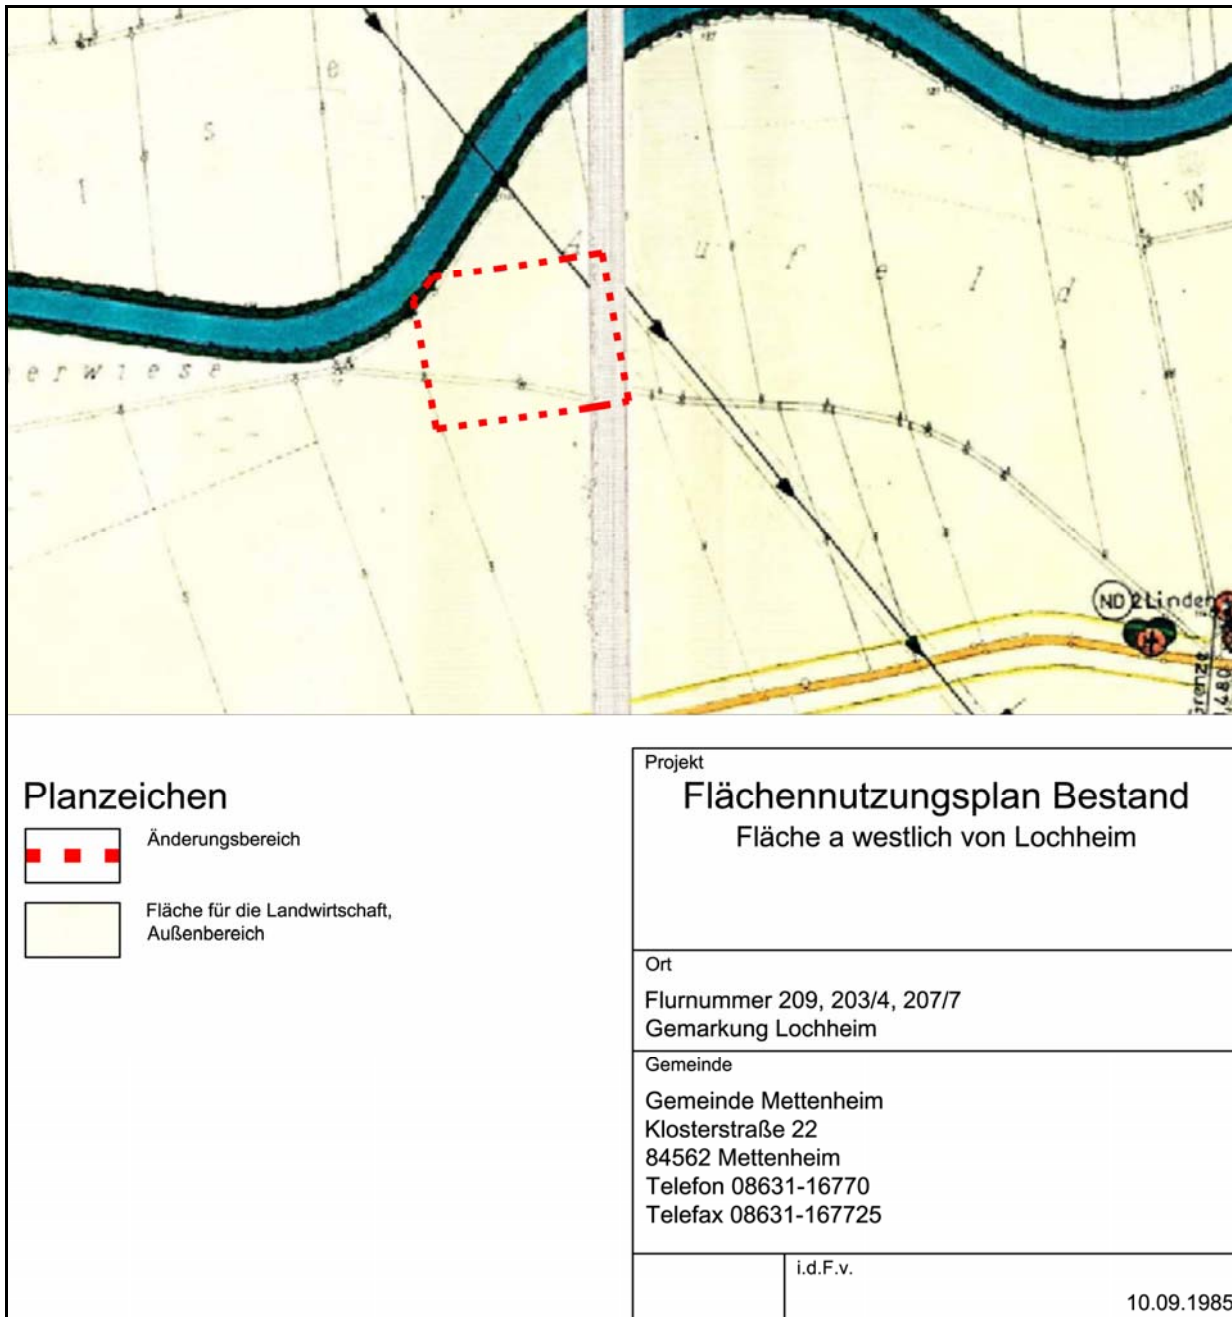 e
s
l
A
u
f
e
l
d
W
erwiese
ND 2Linden
Planzeichen
Änderungsbereich
Fläche für die Landwirtschaft,
Außenbereich
Projekt
Flächennutzungsplan Bestand
Fläche a westlich von Lochheim
Ort
Flurnummer 209, 203/4, 207/7
Gemarkung Lochheim
Gemeinde
Gemeinde Mettenheim
Klosterstraße 22
84562 Mettenheim
Telefon 08631-16770
Telefax 08631-167725
i.d.F.v.
10.09.1985